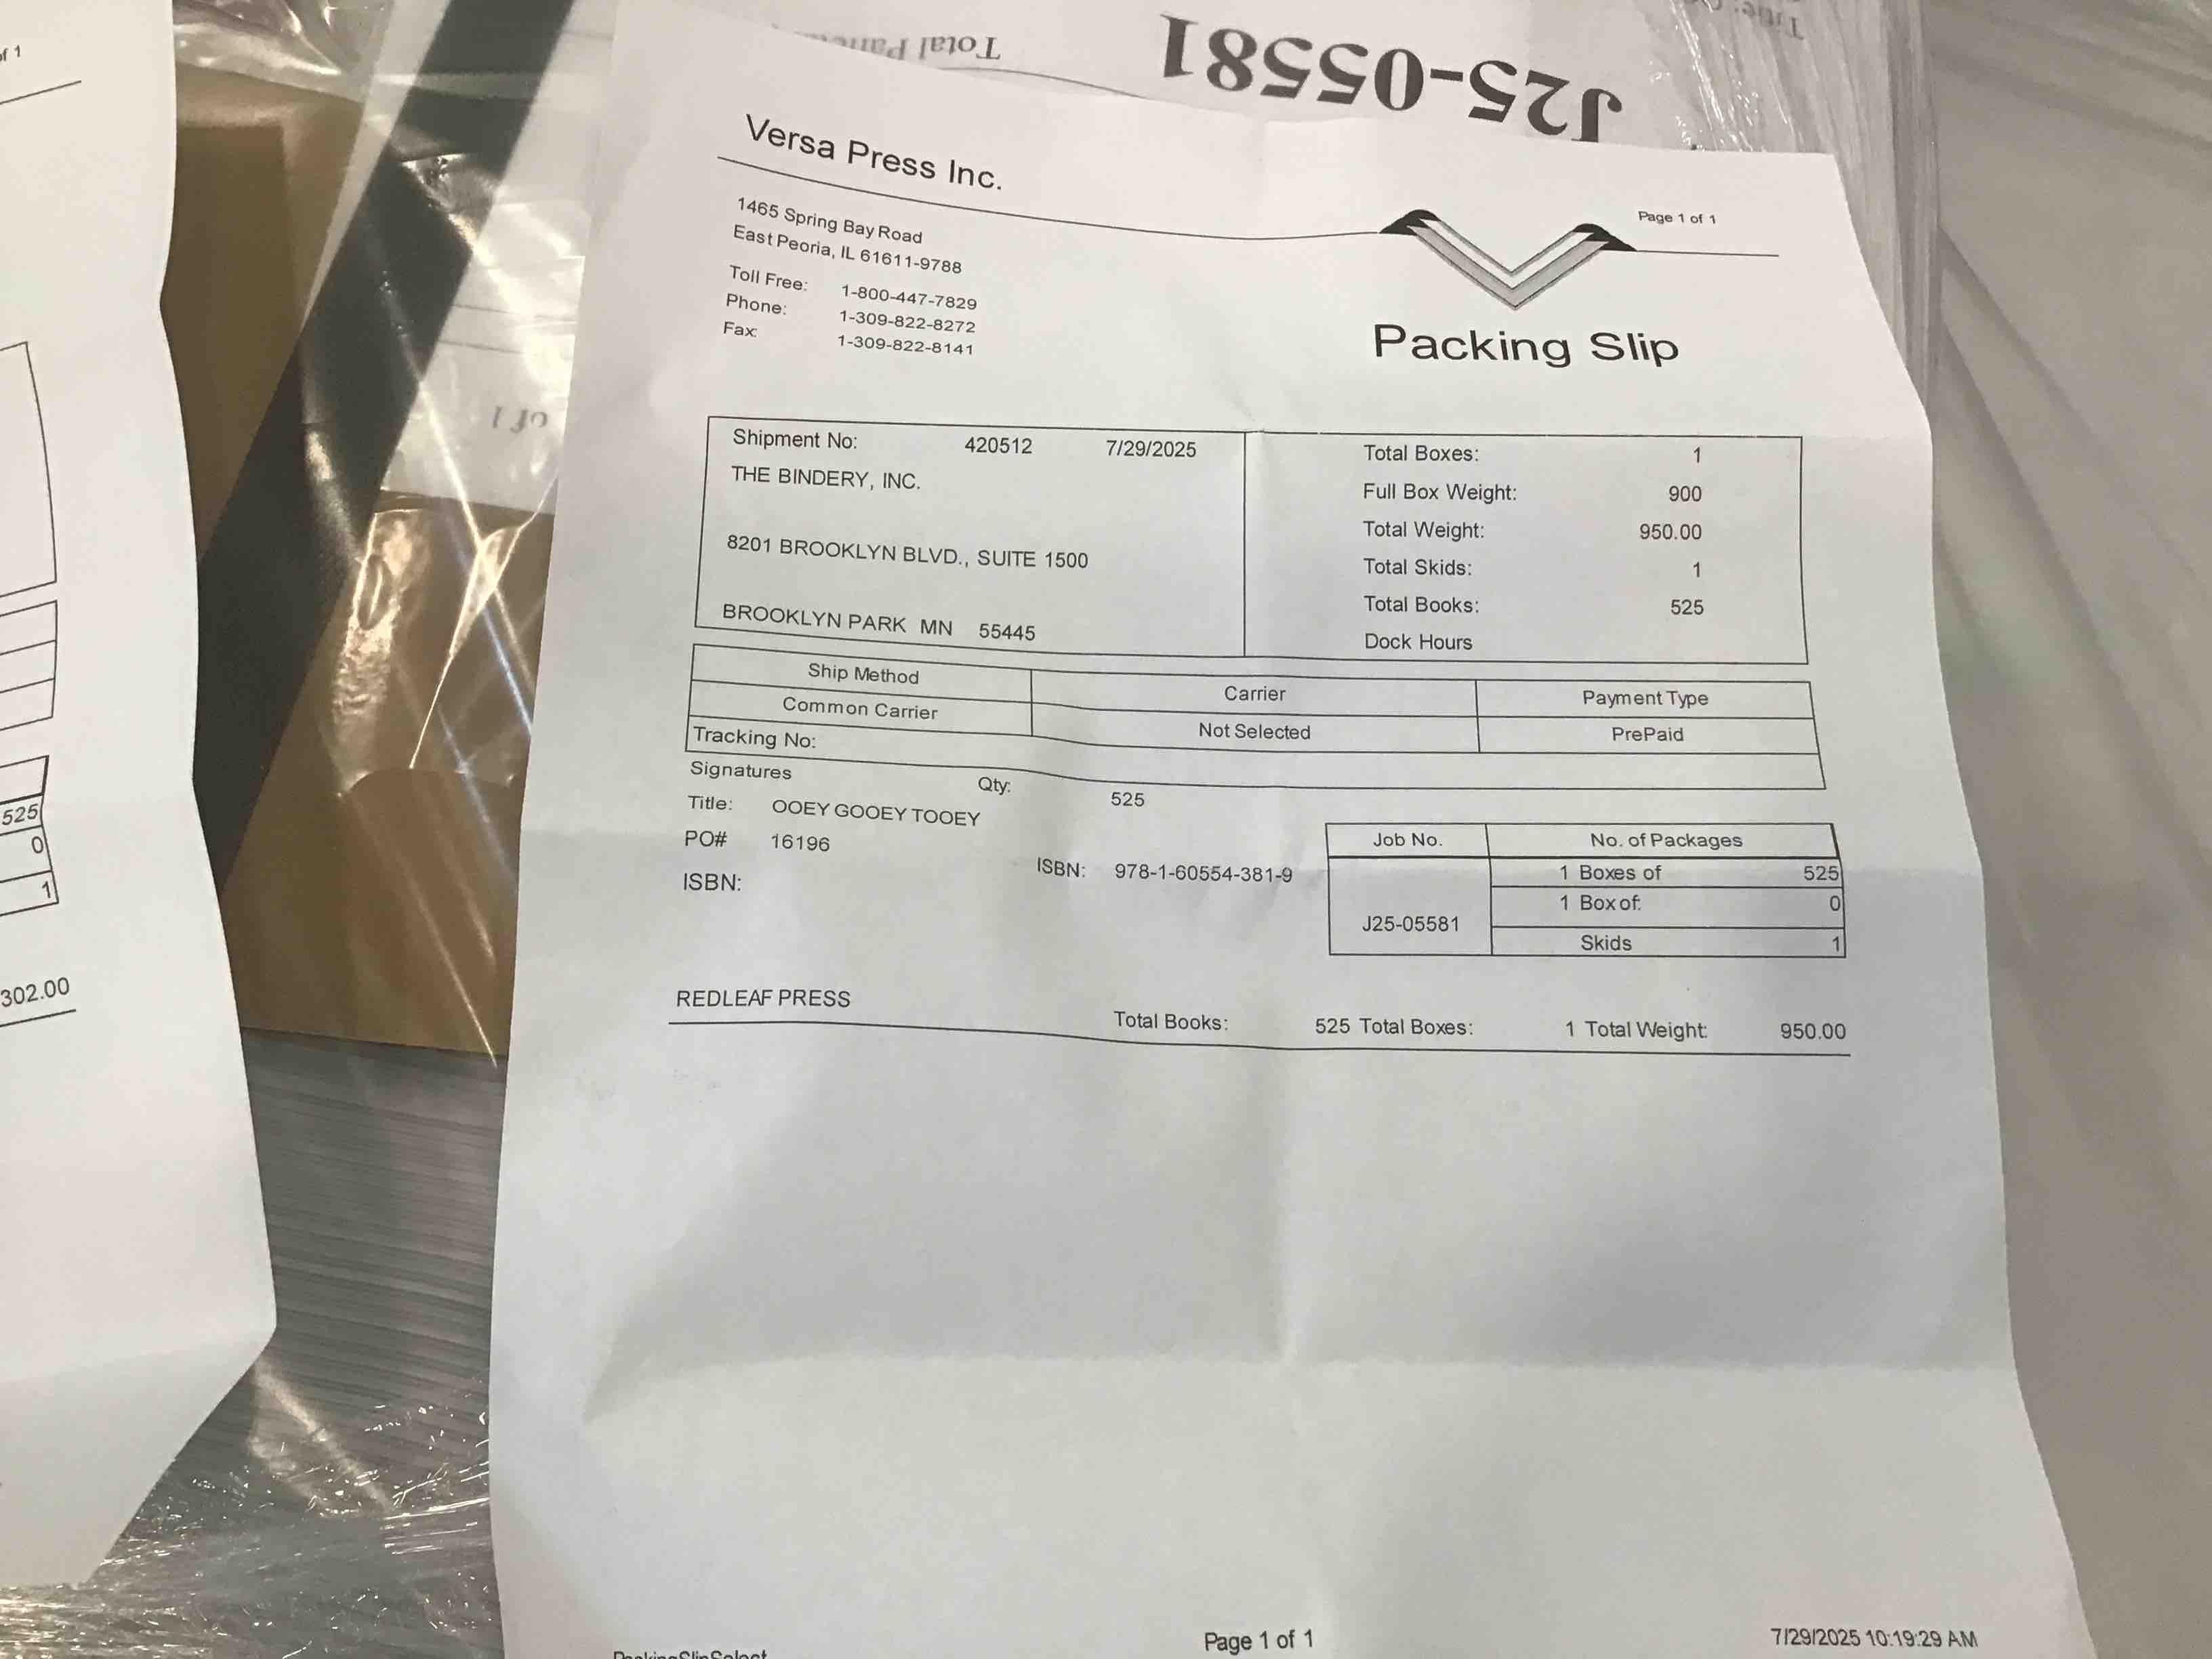 of 1
525
0
1
302.00
Total
J25-05581
of 1
Versa Press Inc.
1465 Spring Bay Road
East Peoria, IL 61611-9788
Toll Free: 1-800-447-7829
Phone: 1-309-822-8272
Fax: 1-309-822-8141
Page 1 of 1
Packing Slip
Shipment No: 420512 7/29/2025
THE BINDERY, INC.
8201 BROOKLYN BLVD., SUITE 1500
BROOKLYN PARK MN 55445
Total Boxes: 1
Full Box Weight: 900
Total Weight: 950.00
Total Skids: 1
Total Books: 525
Dock Hours
Ship Method Carrier Payment Type
Common Carrier Not Selected PrePaid
Tracking No:
Signatures Qty: 525
Title: OOEY GOOEY TOOEY
PO# 16196
ISBN: 978-1-60554-381-9
ISBN:
Job No. No. of Packages
1 Boxes of 525
1 Box of: 0
J25-05581
Skids 1
REDLEAF PRESS
Total Books: 525 Total Boxes: 1 Total Weight: 950.00
PackingSlipSelect
Page 1 of 1
7/29/2025 10:19:29 AM